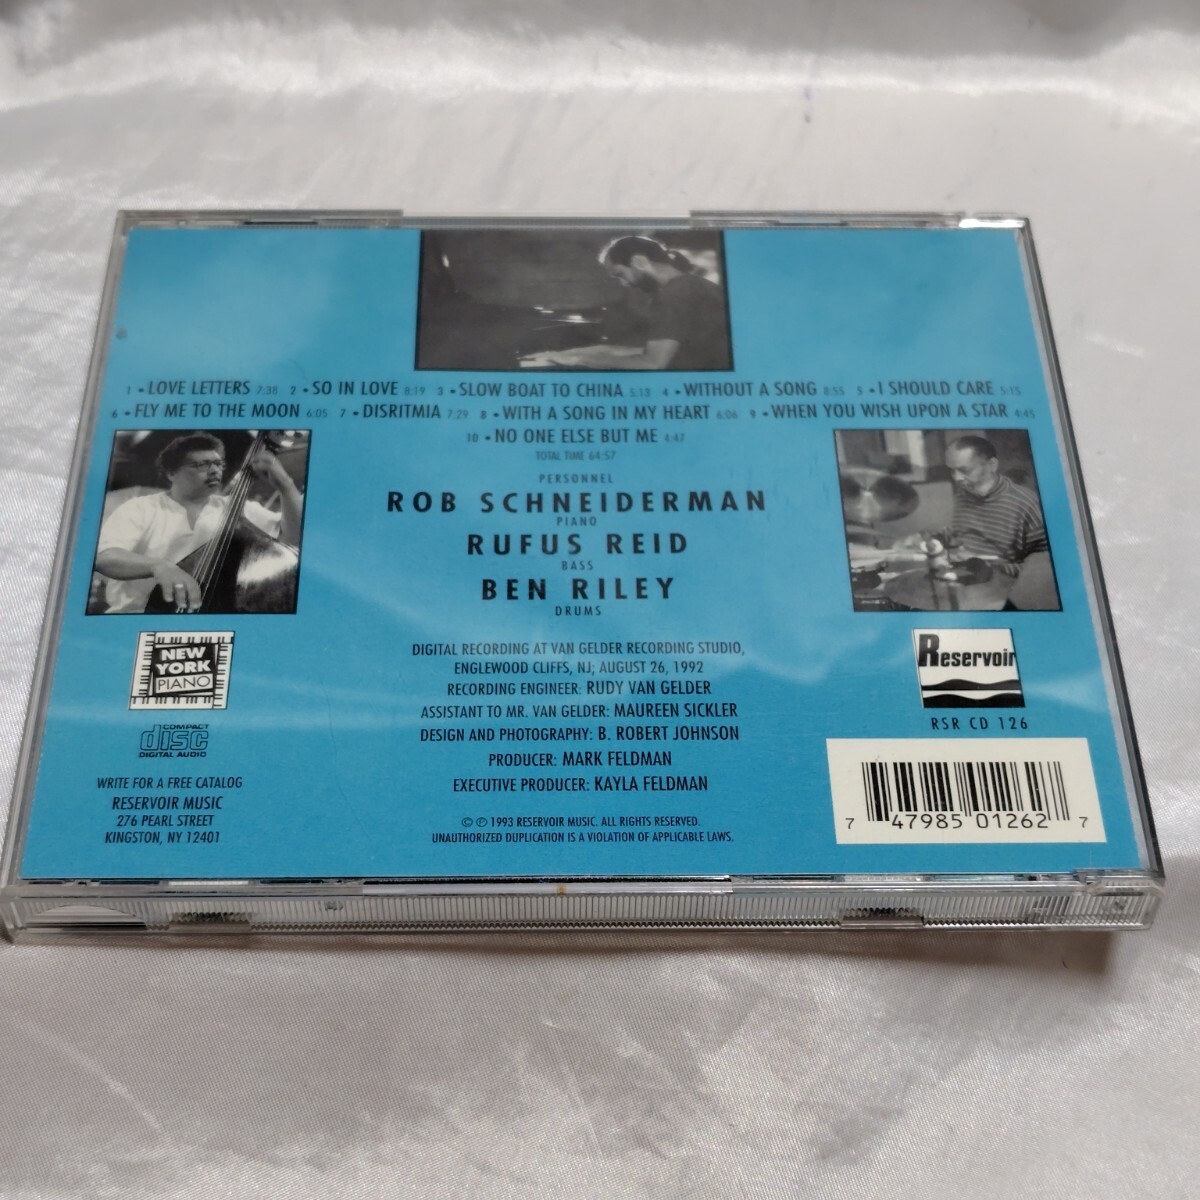 1 • LOVE LETTERS 7:38 2 • SO IN LOVE 8:19 3 • SLOW BOAT TO CHINA 5:13 4 • WITHOUT A SONG 8:55 5 • I SHOULD CARE 5:15
6 • FLY ME TO THE MOON 6:05 7 • DISRITMIA 7:29 8 • WITH A SONG IN MY HEART 6:06 9 • WHEN YOU WISH UPON A STAR 4:45
10 • NO ONE ELSE BUT ME 4:47
TOTAL TIME 64:57
PERSONNEL
ROB SCHNEIDERMAN
PIANO
RUFUS REID
BASS
BEN RILEY
DRUMS
DIGITAL RECORDING AT VAN GELDER RECORDING STUDIO,
ENGLEWOOD CLIFFS, NJ; AUGUST 26, 1992
RECORDING ENGINEER: RUDY VAN GELDER
ASSISTANT TO MR. VAN GELDER: MAUREEN SICKLER
DESIGN AND PHOTOGRAPHY: B. ROBERT JOHNSON
PRODUCER: MARK FELDMAN
EXECUTIVE PRODUCER: KAYLA FELDMAN
© ℗ 1993 RESERVOIR MUSIC. ALL RIGHTS RESERVED.
UNAUTHORIZED DUPLICATION IS A VIOLATION OF APPLICABLE LAWS.
NEW
YORK
PIANO
COMPACT
disc
DIGITAL AUDIO
WRITE FOR A FREE CATALOG
RESERVOIR MUSIC
276 PEARL STREET
KINGSTON, NY 12401
Reservoir
RSR CD 126
7 47985 01262 7